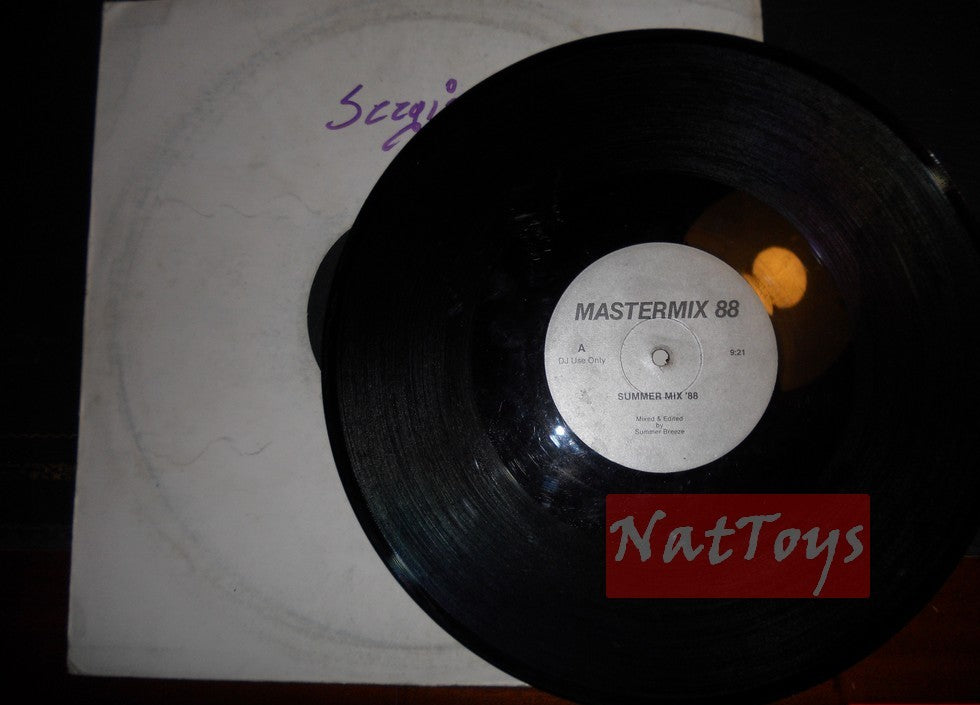 MASTERMIX 88
A
DJ Use Only
9:21
SUMMER MIX '88
Mixed & Edited
by
Summer Breeze
NatToys